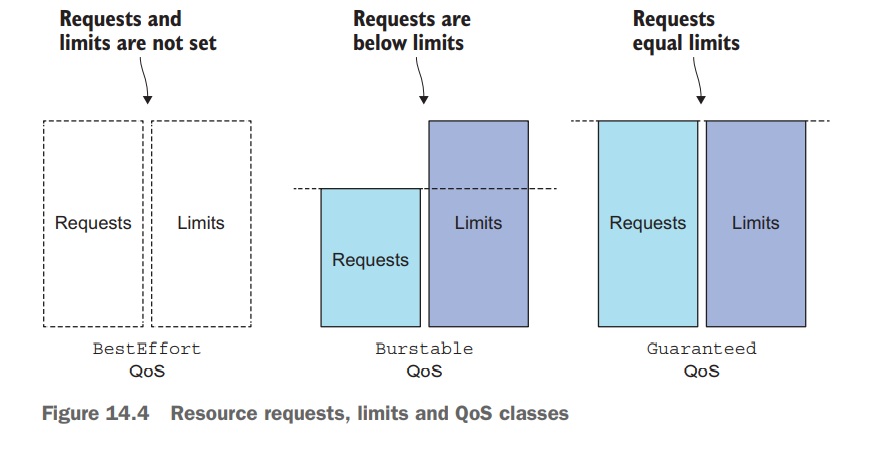 Requests and
limits are not set
Requests are
below limits
Requests
equal limits
Requests
Limits
Requests
Limits
Requests
Limits
BestEffort
QoS
Burstable
QoS
Guaranteed
QoS
Figure 14.4 Resource requests, limits and QoS classes